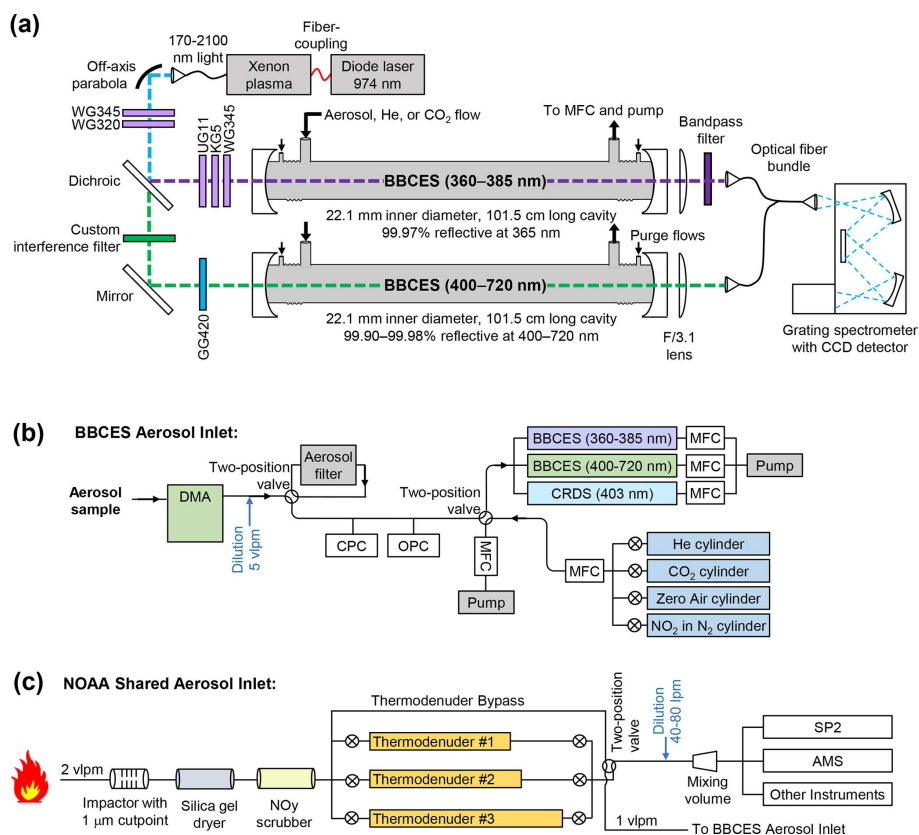 (a)
170-2100
nm light
Fiber-
coupling
Off-axis
parabola
Xenon
plasma
Diode laser
974 nm
WG345
WG320
UG11
KG5
WG345
Aerosol, He, or CO₂ flow
To MFC and pump
Bandpass
filter
Optical fiber
bundle
Dichroic
BBCES (360–385 nm)
22.1 mm inner diameter, 101.5 cm long cavity
99.97% reflective at 365 nm
Custom
interference filter
Purge flows
Mirror
GG420
BBCES (400–720 nm)
22.1 mm inner diameter, 101.5 cm long cavity
99.90–99.98% reflective at 400–720 nm
F/3.1
lens
Grating spectrometer
with CCD detector
(b)
BBCES Aerosol Inlet:
Aerosol
sample
DMA
Dilution
5 vlpm
Two-position
valve
Aerosol
filter
CPC
OPC
Two-position
valve
MFC
Pump
BBCES (360-385 nm)
MFC
BBCES (400-720 nm)
MFC
Pump
CRDS (403 nm)
MFC
MFC
He cylinder
CO₂ cylinder
Zero Air cylinder
NO₂ in N₂ cylinder
(c)
NOAA Shared Aerosol Inlet:
2 vlpm
Impactor with
1 μm cutpoint
Silica gel
dryer
NOy
scrubber
Thermodenuder Bypass
Thermodenuder #1
Thermodenuder #2
Thermodenuder #3
Two-position
valve
Dilution
40-80 lpm
Mixing
volume
SP2
AMS
Other Instruments
1 vlpm
To BBCES Aerosol Inlet